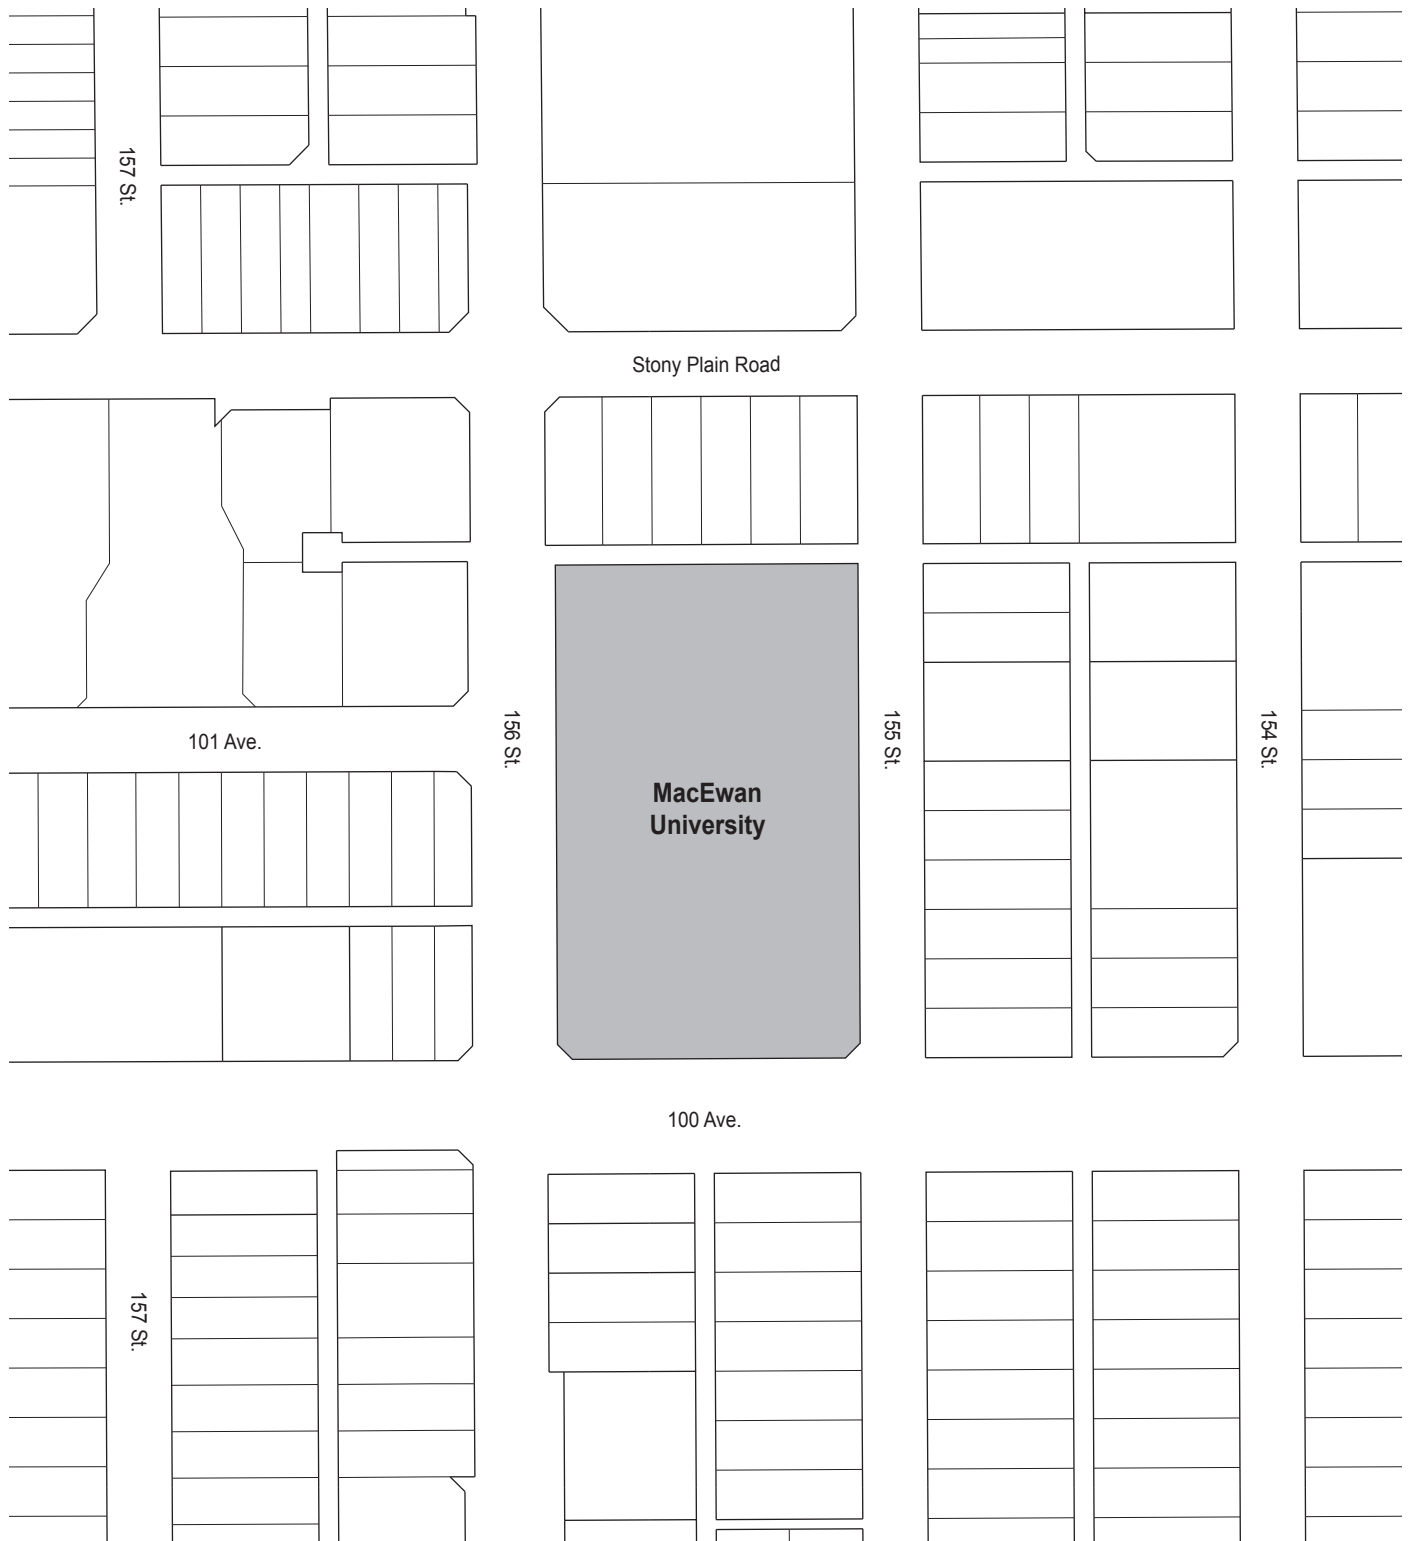 157 St.
Stony Plain Road
101 Ave.
156 St.
155 St.
154 St.
MacEwan
University
100 Ave.
157 St.